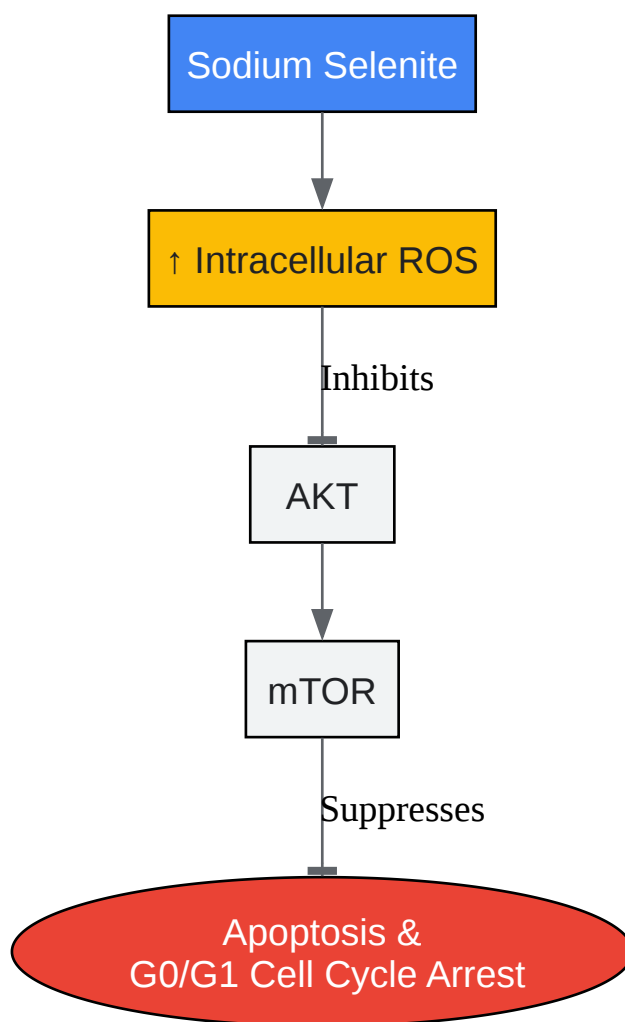 Sodium Selenite
↑ Intracellular ROS
Inhibits
AKT
mTOR
Suppresses
Apoptosis &
G0/G1 Cell Cycle Arrest